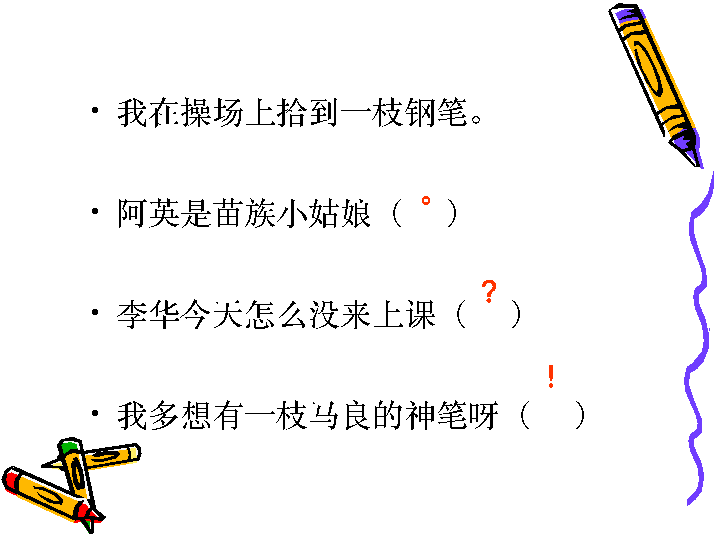 • 我在操场上拾到一枝钢笔。
• 阿英是苗族小姑娘（ 。 ）
• 李华今天怎么没来上课（ ？ ）
• 我多想有一枝马良的神笔呀（ ！ ）